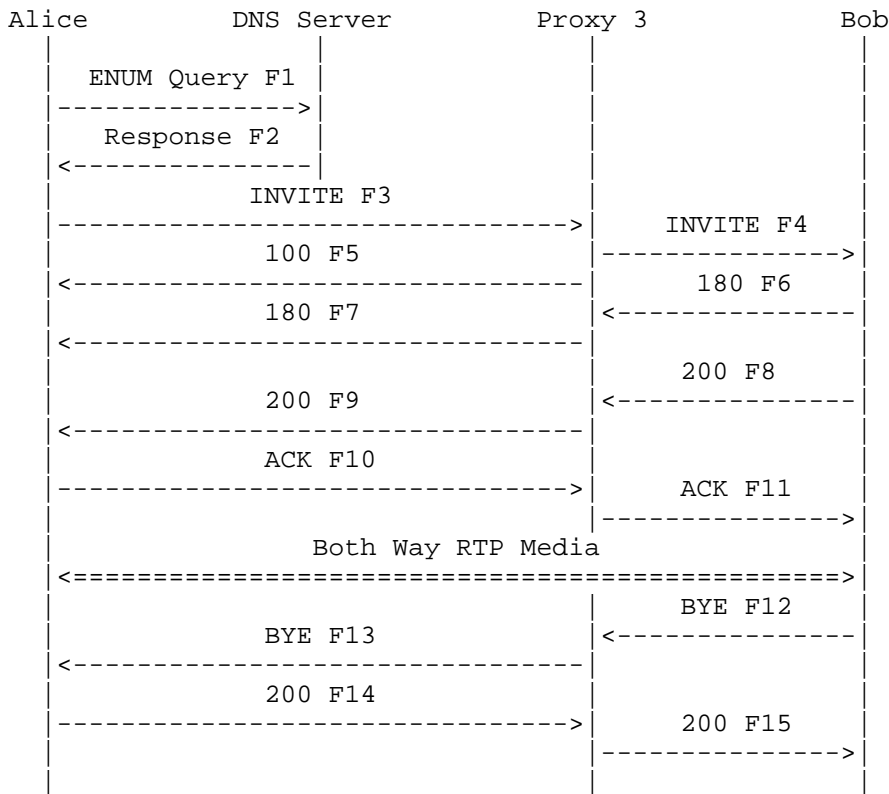 Alice DNS Server Proxy 3 Bob
ENUM Query F1
Response F2
INVITE F3
INVITE F4
100 F5
180 F6
180 F7
200 F8
200 F9
ACK F10
ACK F11
Both Way RTP Media
BYE F12
BYE F13
200 F14
200 F15